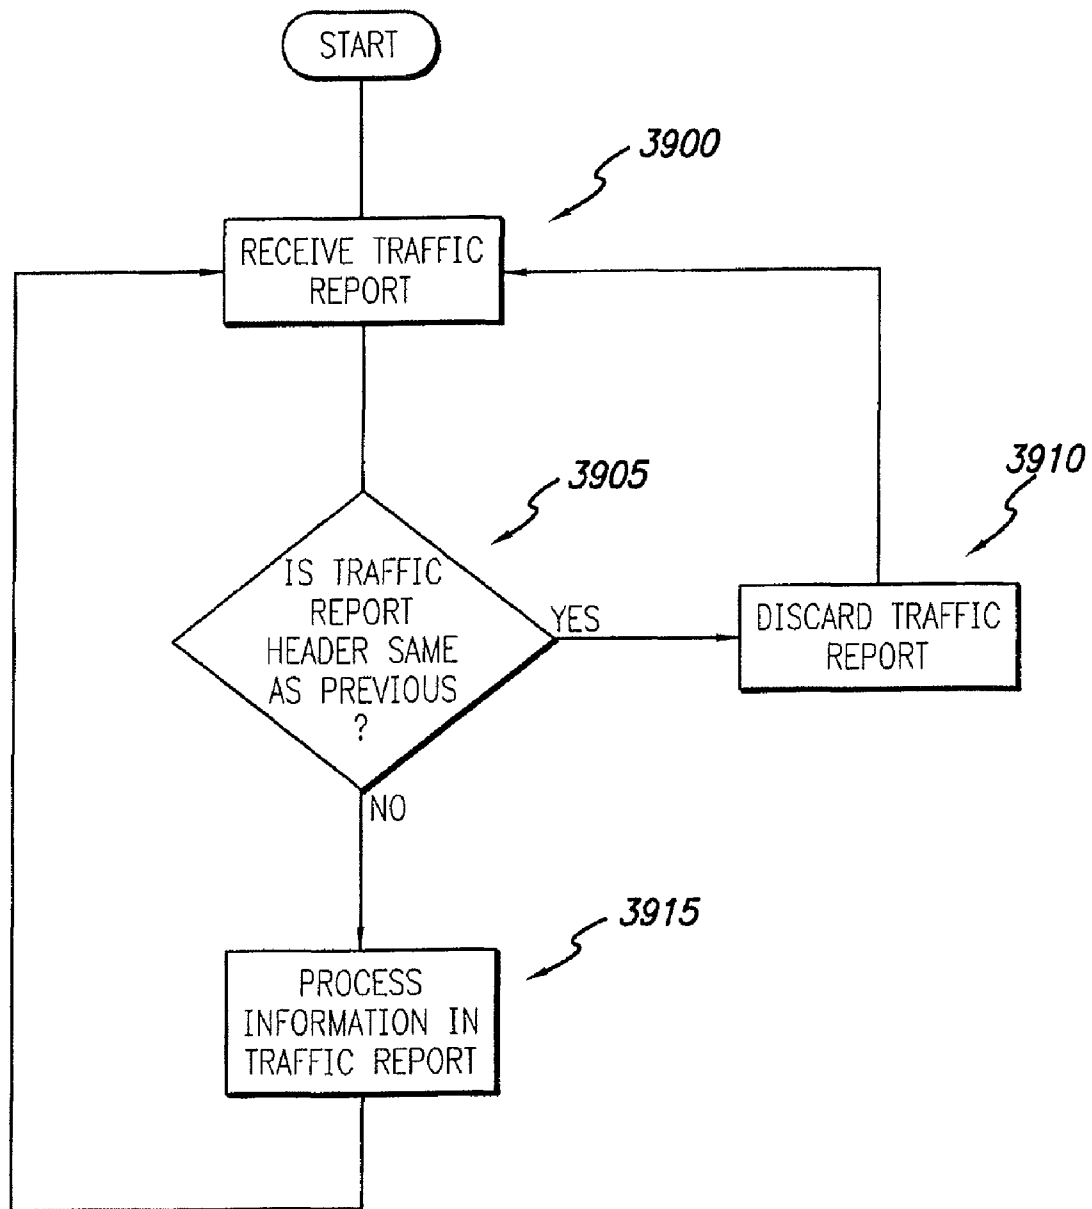 START
3900
RECEIVE TRAFFIC
REPORT
3905
3910
IS TRAFFIC
REPORT
HEADER SAME
AS PREVIOUS
?
YES
DISCARD TRAFFIC
REPORT
NO
3915
PROCESS
INFORMATION IN
TRAFFIC REPORT